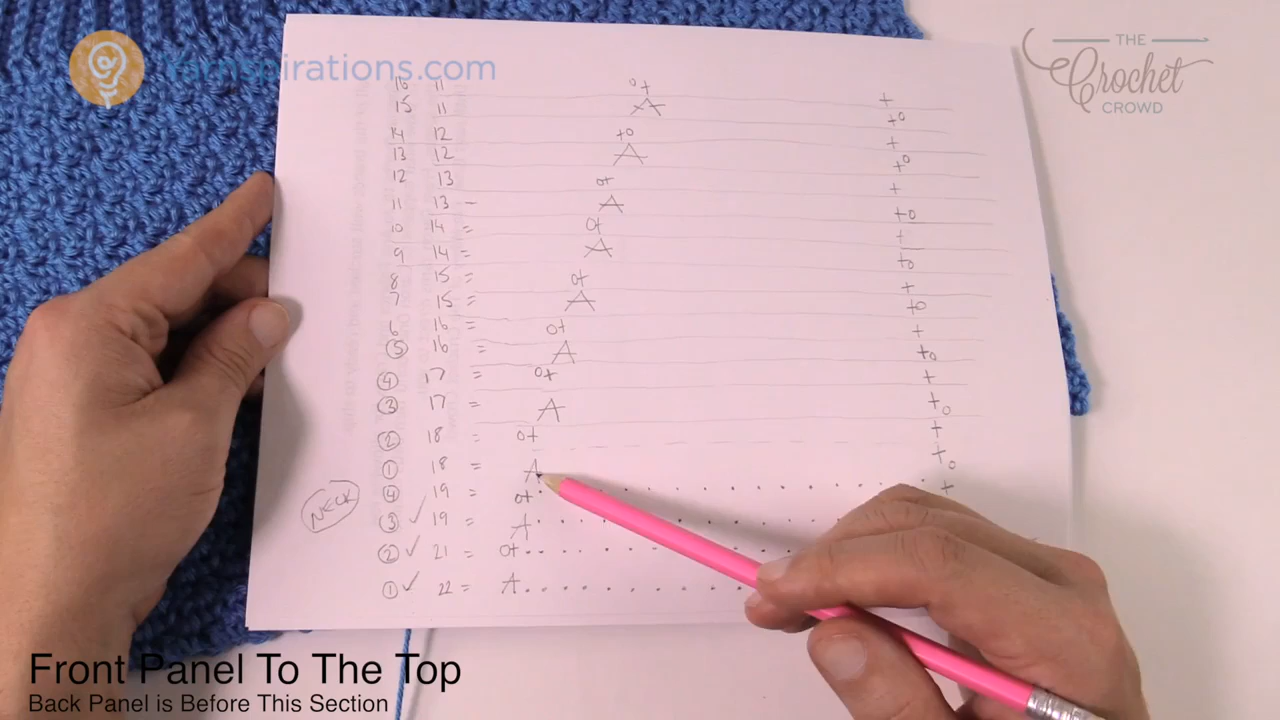 Yarnspirations.com
THE
Crochet
CROWD
16 11 o+ +
15 11 A +o
14 12 +o +
13 12 A +o
12 13 o+ +
11 13 - A +o
10 14 = o+ +
9 14 = A +o
8 15 = o+ +
7 15 = A +o
6 16 = o+ +
5 16 = A +o
4 17 = o+ +
3 17 = A +o
2 18 = o+ +
1 18 = A +o
4 19 = o+ +
NECK
3 ✓ 19 = A
2 ✓ 21 = o+
1 ✓ 22 = A
Front Panel To The Top
Back Panel is Before This Section